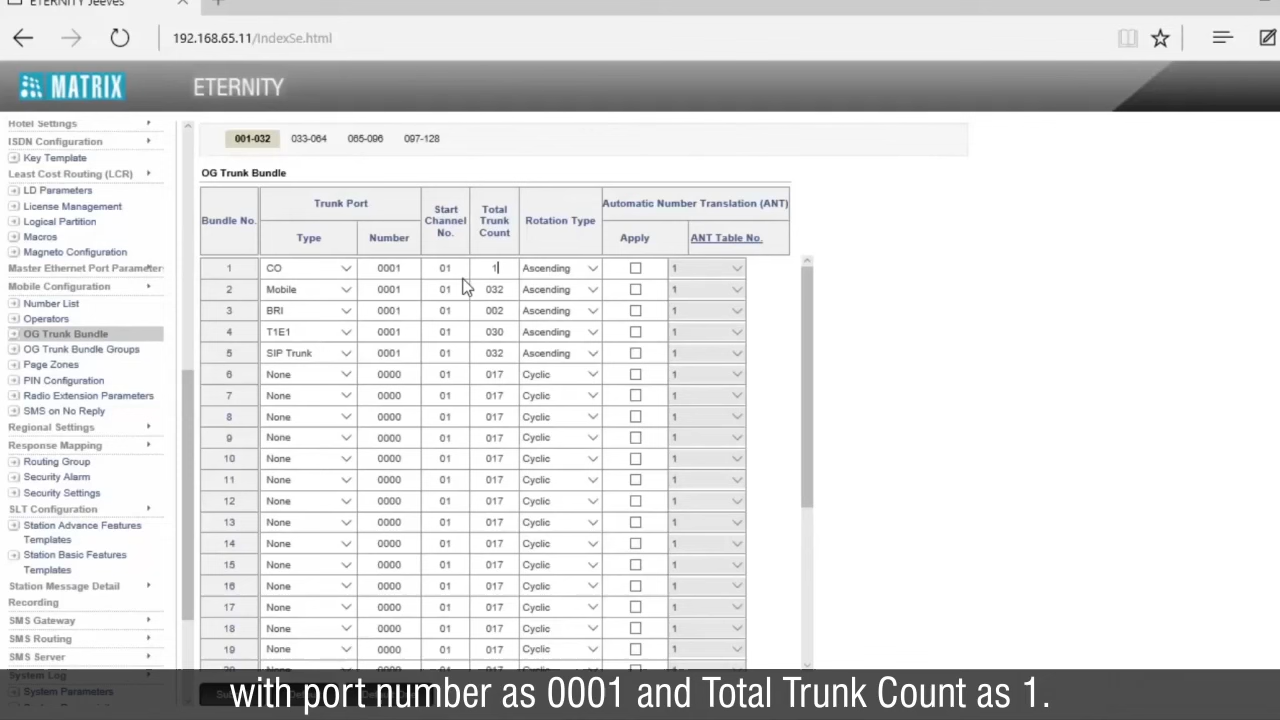 ETERNITY Jeeves
192.168.65.11/IndexSe.html
MATRIX ETERNITY
Hotel Settings
ISDN Configuration
Key Template
Least Cost Routing (LCR)
LD Parameters
License Management
Logical Partition
Macros
Magneto Configuration
Master Ethernet Port Parameter
Mobile Configuration
Number List
Operators
OG Trunk Bundle
OG Trunk Bundle Groups
Page Zones
PIN Configuration
Radio Extension Parameters
SMS on No Reply
Regional Settings
Response Mapping
Routing Group
Security Alarm
Security Settings
SLT Configuration
Station Advance Features
Templates
Station Basic Features
Templates
Station Message Detail
Recording
SMS Gateway
SMS Routing
SMS Server
System Log
System Parameters
001-032 033-064 065-096 097-128
OG Trunk Bundle
Bundle No. Trunk Port Type Number Start Channel No. Total Trunk Count Rotation Type Automatic Number Translation (ANT) Apply ANT Table No.
1 CO 0001 01 1 Ascending 1
2 Mobile 0001 01 032 Ascending 1
3 BRI 0001 01 002 Ascending 1
4 T1E1 0001 01 030 Ascending 1
5 SIP Trunk 0001 01 032 Ascending 1
6 None 0000 01 017 Cyclic 1
7 None 0000 01 017 Cyclic 1
8 None 0000 01 017 Cyclic 1
9 None 0000 01 017 Cyclic 1
10 None 0000 01 017 Cyclic 1
11 None 0000 01 017 Cyclic 1
12 None 0000 01 017 Cyclic 1
13 None 0000 01 017 Cyclic 1
14 None 0000 01 017 Cyclic 1
15 None 0000 01 017 Cyclic 1
16 None 0000 01 017 Cyclic 1
17 None 0000 01 017 Cyclic 1
18 None 0000 01 017 Cyclic 1
19 None 0000 01 017 Cyclic 1
with port number as 0001 and Total Trunk Count as 1.